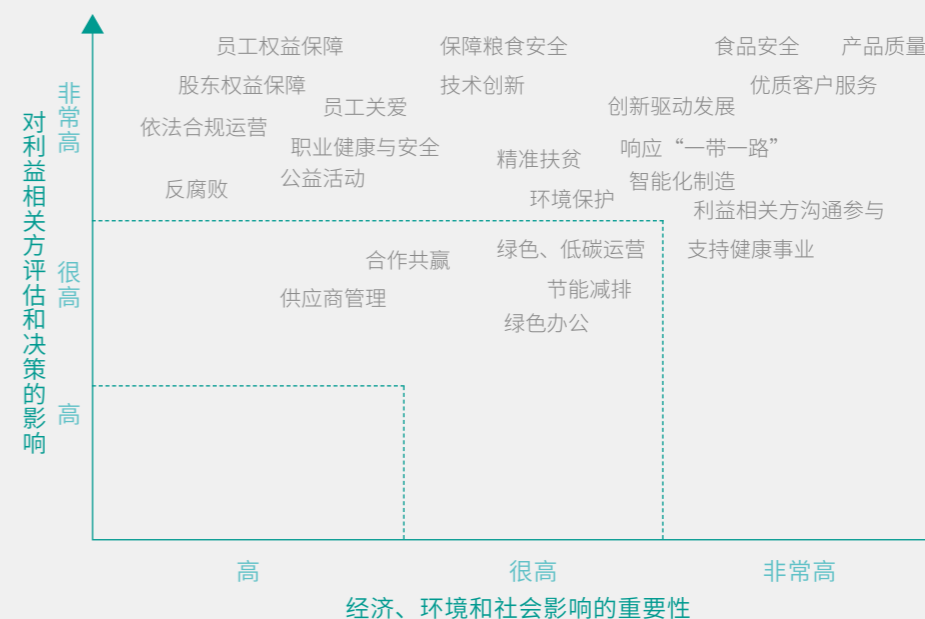 对利益相关方评估和决策的影响
非常高
很高
高
员工权益保障
保障粮食安全
食品安全
产品质量
股东权益保障
技术创新
优质客户服务
员工关爱
创新驱动发展
依法合规运营
职业健康与安全
响应“一带一路”
精准扶贫
公益活动
智能化制造
反腐败
环境保护
利益相关方沟通参与
合作共赢
绿色、低碳运营
支持健康事业
供应商管理
节能减排
绿色办公
高
很高
非常高
经济、环境和社会影响的重要性